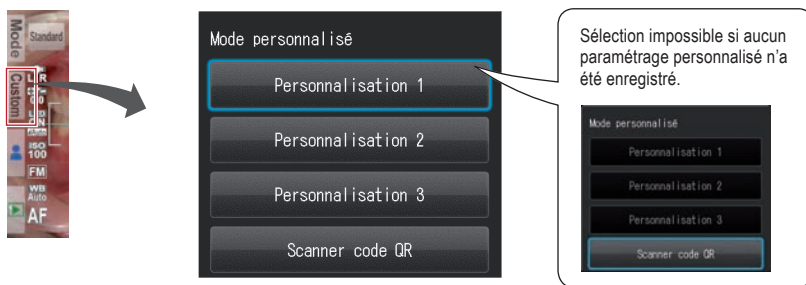 Mode
Standard
Custom
ISO
100
FM
WB
Auto
AF
Mode personnalisé
Personnalisation 1
Personnalisation 2
Personnalisation 3
Scanner code QR
Sélection impossible si aucun
paramétrage personnalisé n’a
été enregistré.
Mode personnalisé
Personnalisation 1
Personnalisation 2
Personnalisation 3
Scanner code QR